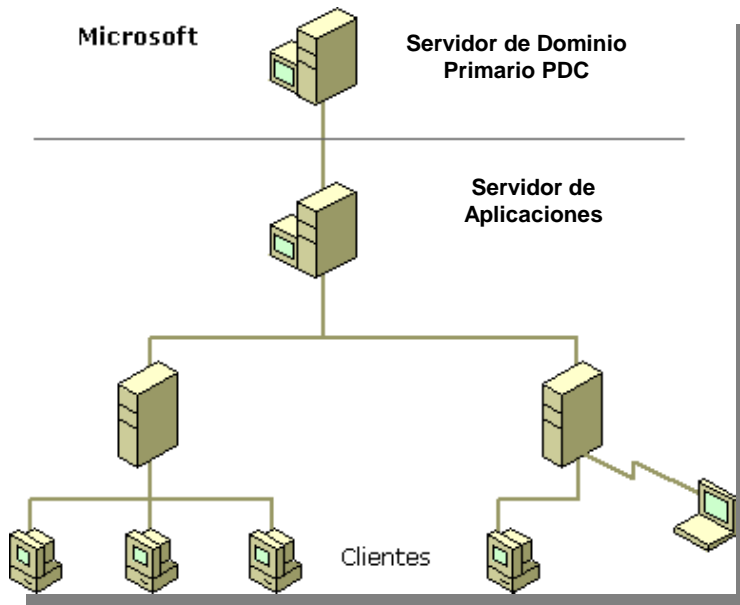 Microsoft
Servidor de Dominio
Primario PDC
Servidor de
Aplicaciones
Clientes